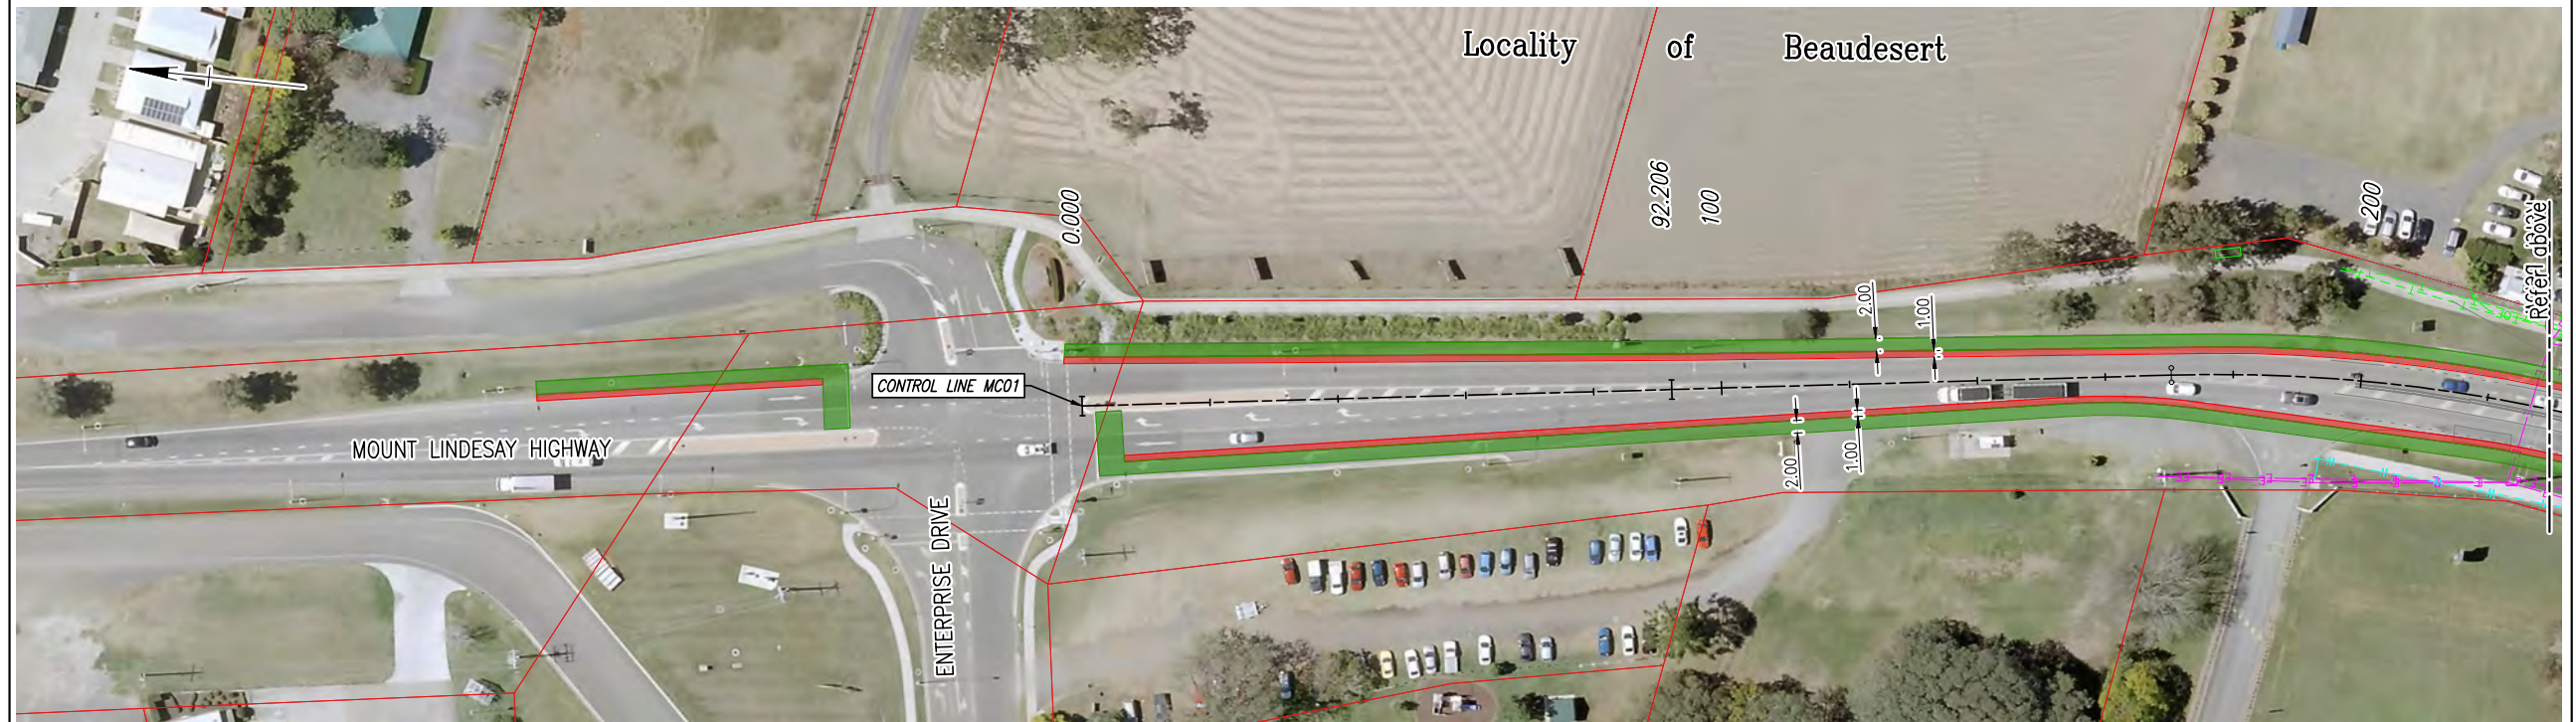 Locality of Beaudesert
0.000
92.206
100
200
Refer above
2.00
1.00
CONTROL LINE MC01
MOUNT LINDESAY HIGHWAY
2.00
1.00
ENTERPRISE DRIVE